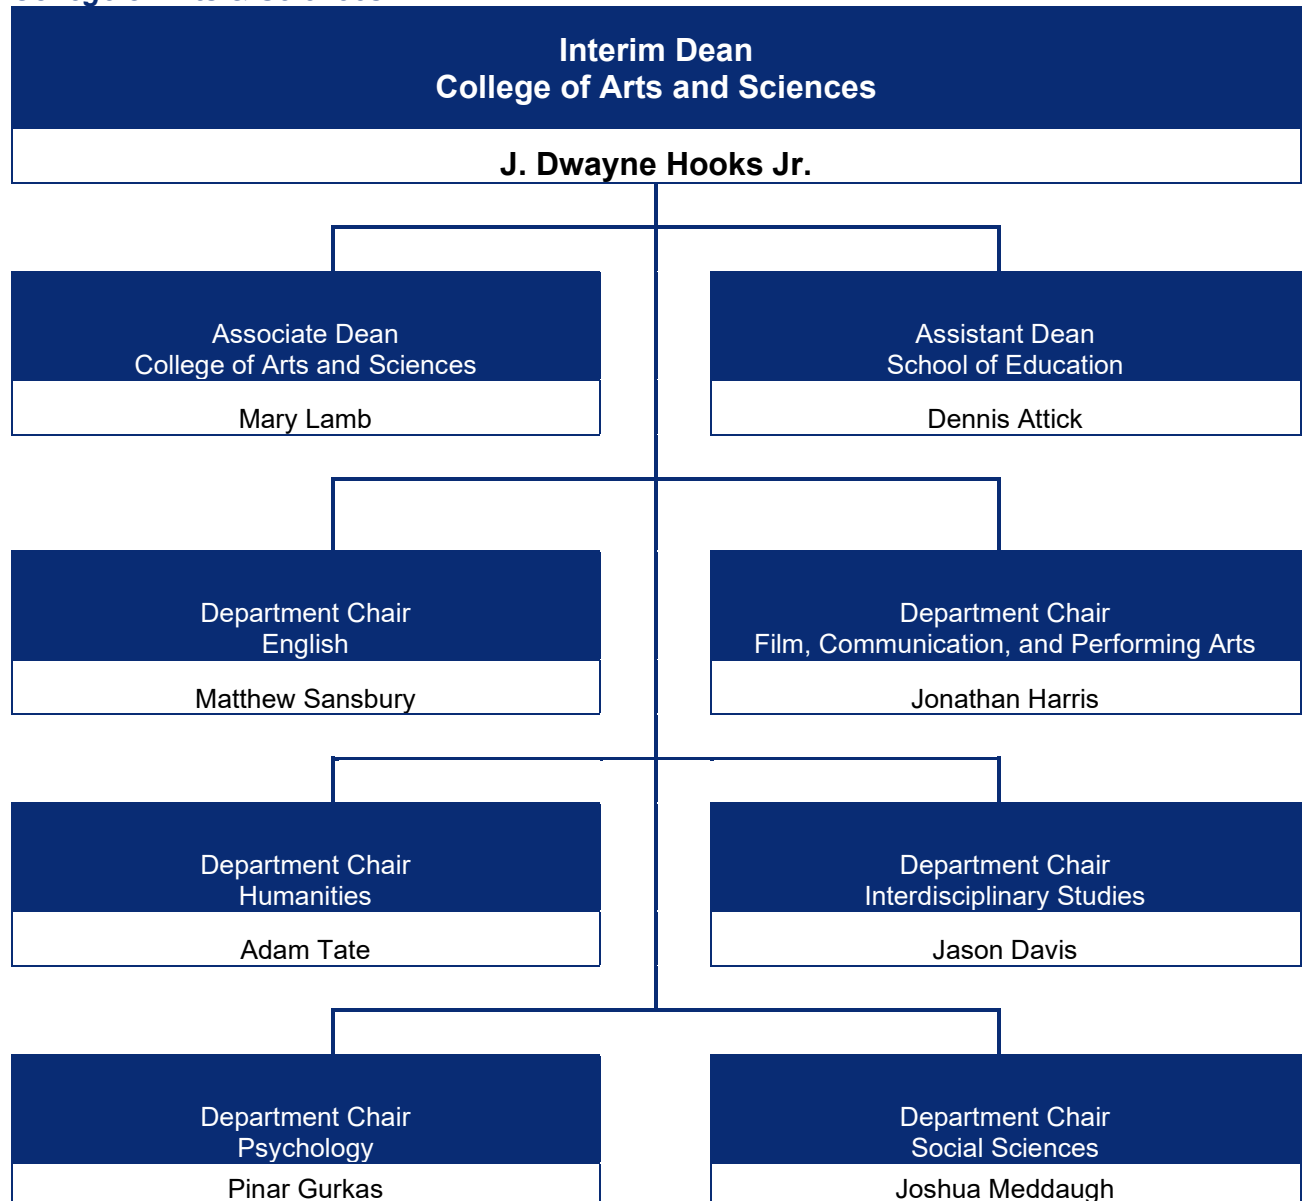 Interim Dean
College of Arts and Sciences
J. Dwayne Hooks Jr.
Associate Dean
College of Arts and Sciences
Mary Lamb
Assistant Dean
School of Education
Dennis Attick
Department Chair
English
Matthew Sansbury
Department Chair
Film, Communication, and Performing Arts
Jonathan Harris
Department Chair
Humanities
Adam Tate
Department Chair
Interdisciplinary Studies
Jason Davis
Department Chair
Psychology
Pinar Gurkas
Department Chair
Social Sciences
Joshua Meddaugh